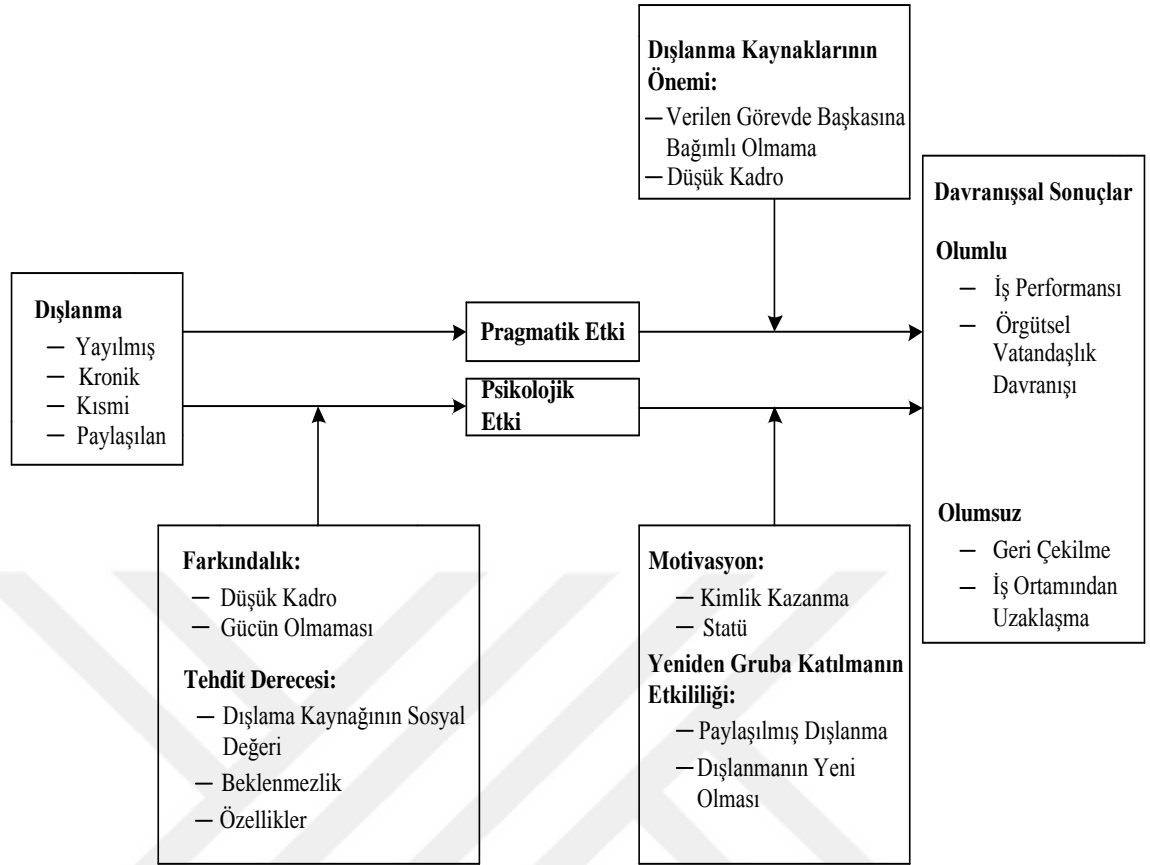 Dışlanma Kaynaklarının
Önemi:
— Verilen Görevde Başkasına
Bağımlı Olmama
— Düşük Kadro
Dışlanma
— Yayılmış
— Kronik
— Kısmi
— Paylaşılan
Pragmatik Etki
Psikolojik
Etki
Davranışsal Sonuçlar
Olumlu
— İş Performansı
— Örgütsel
Vatandaşlık
Davranışı
Olumsuz
— Geri Çekilme
— İş Ortamından
Uzaklaşma
Farkındalık:
— Düşük Kadro
— Gücün Olmaması
Tehdit Derecesi:
— Dışlama Kaynağının Sosyal
Değeri
— Beklenmezlik
— Özellikler
Motivasyon:
— Kimlik Kazanma
— Statü
Yeniden Gruba Katılmanın
Etkililiği:
— Paylaşılmış Dışlanma
— Dışlanmanın Yeni
Olması